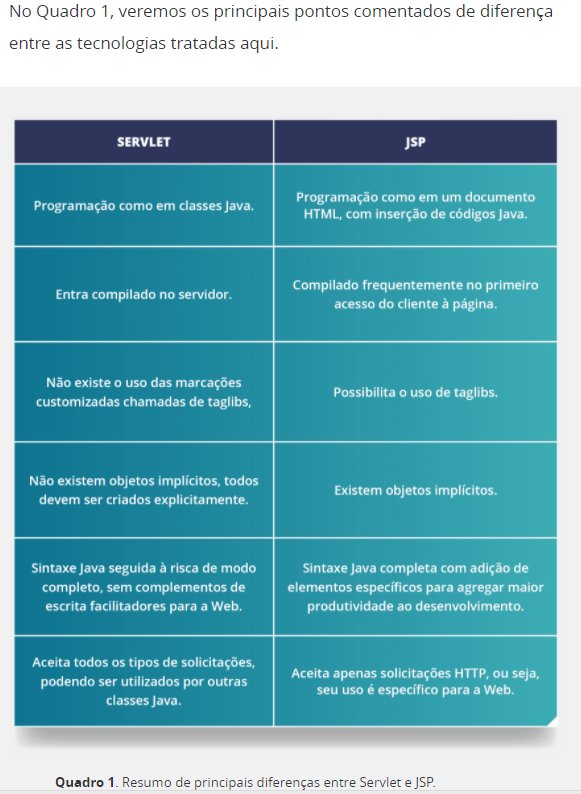 No Quadro 1, veremos os principais pontos comentados de diferença
entre as tecnologias tratadas aqui.
SERVLET
JSP
Programação como em classes Java.
Programação como em um documento
HTML, com inserção de códigos Java.
Entra compilado no servidor.
Compilado frequentemente no primeiro
acesso do cliente à página.
Não existe o uso das marcações
customizadas chamadas de taglibs,
Possibilita o uso de taglibs.
Não existem objetos implícitos, todos
devem ser criados explicitamente.
Existem objetos implícitos.
Sintaxe Java seguida à risca de modo
completo, sem complementos de
escrita facilitadores para a Web.
Sintaxe Java completa com adição de
elementos específicos para agregar maior
produtividade ao desenvolvimento.
Aceita todos os tipos de solicitações,
podendo ser utilizados por outras
classes Java.
Aceita apenas solicitações HTTP, ou seja,
seu uso é específico para a Web.
Quadro 1. Resumo de principais diferenças entre Servlet e JSP.